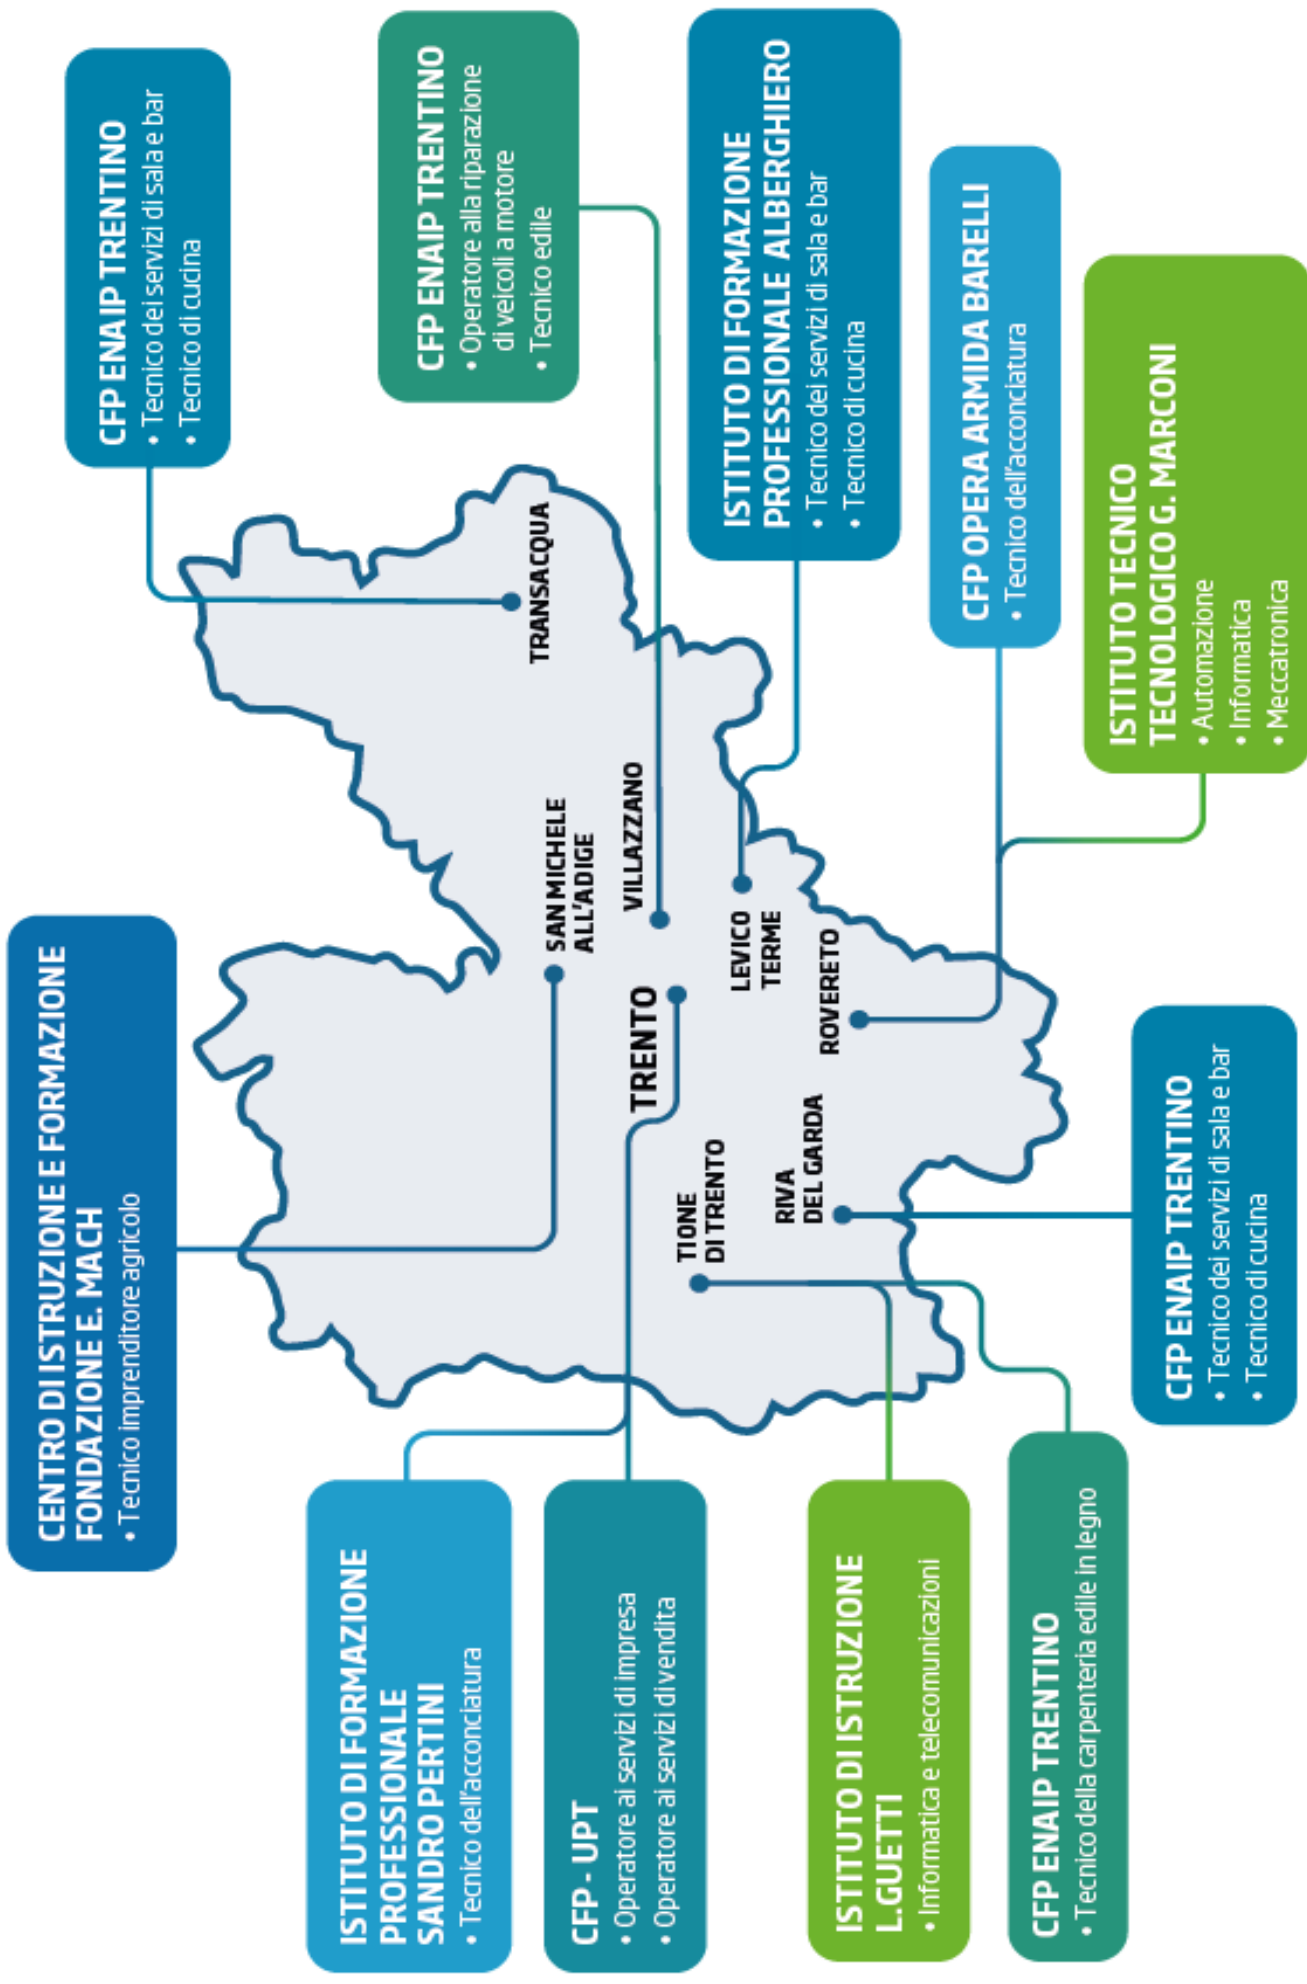 CENTRO DI ISTRUZIONE E FORMAZIONE
FONDAZIONE E. MACH
• Tecnico imprenditore agricolo
CFP ENAIP TRENTINO
• Tecnico dei servizi di sala e bar
• Tecnico di cucina
ISTITUTO DI FORMAZIONE
PROFESSIONALE
SANDRO PERTINI
• Tecnico dell'acconciatura
CFP - UPT
• Operatore ai servizi di impresa
• Operatore ai servizi di vendita
ISTITUTO DI ISTRUZIONE
L.GUETTI
• Informatica e telecomunicazioni
CFP ENAIP TRENTINO
• Tecnico della carpenteria edile in legno
TRANSACQUA
SAN MICHELE
ALL'ADIGE
VILLAZZANO
TRENTO
TIONE
DI TRENTO
LEVICO
TERME
RIVA
DEL GARDA
ROVERETO
CFP ENAIP TRENTINO
• Operatore alla riparazione
di veicoli a motore
• Tecnico edile
ISTITUTO DI FORMAZIONE
PROFESSIONALE ALBERGHIERO
• Tecnico dei servizi di sala e bar
• Tecnico di cucina
CFP OPERA ARMIDA BARELLI
• Tecnico dell'acconciatura
ISTITUTO TECNICO
TECNOLOGICO G. MARCONI
• Automazione
• Informatica
• Meccatronica
CFP ENAIP TRENTINO
• Tecnico dei servizi di sala e bar
• Tecnico di cucina